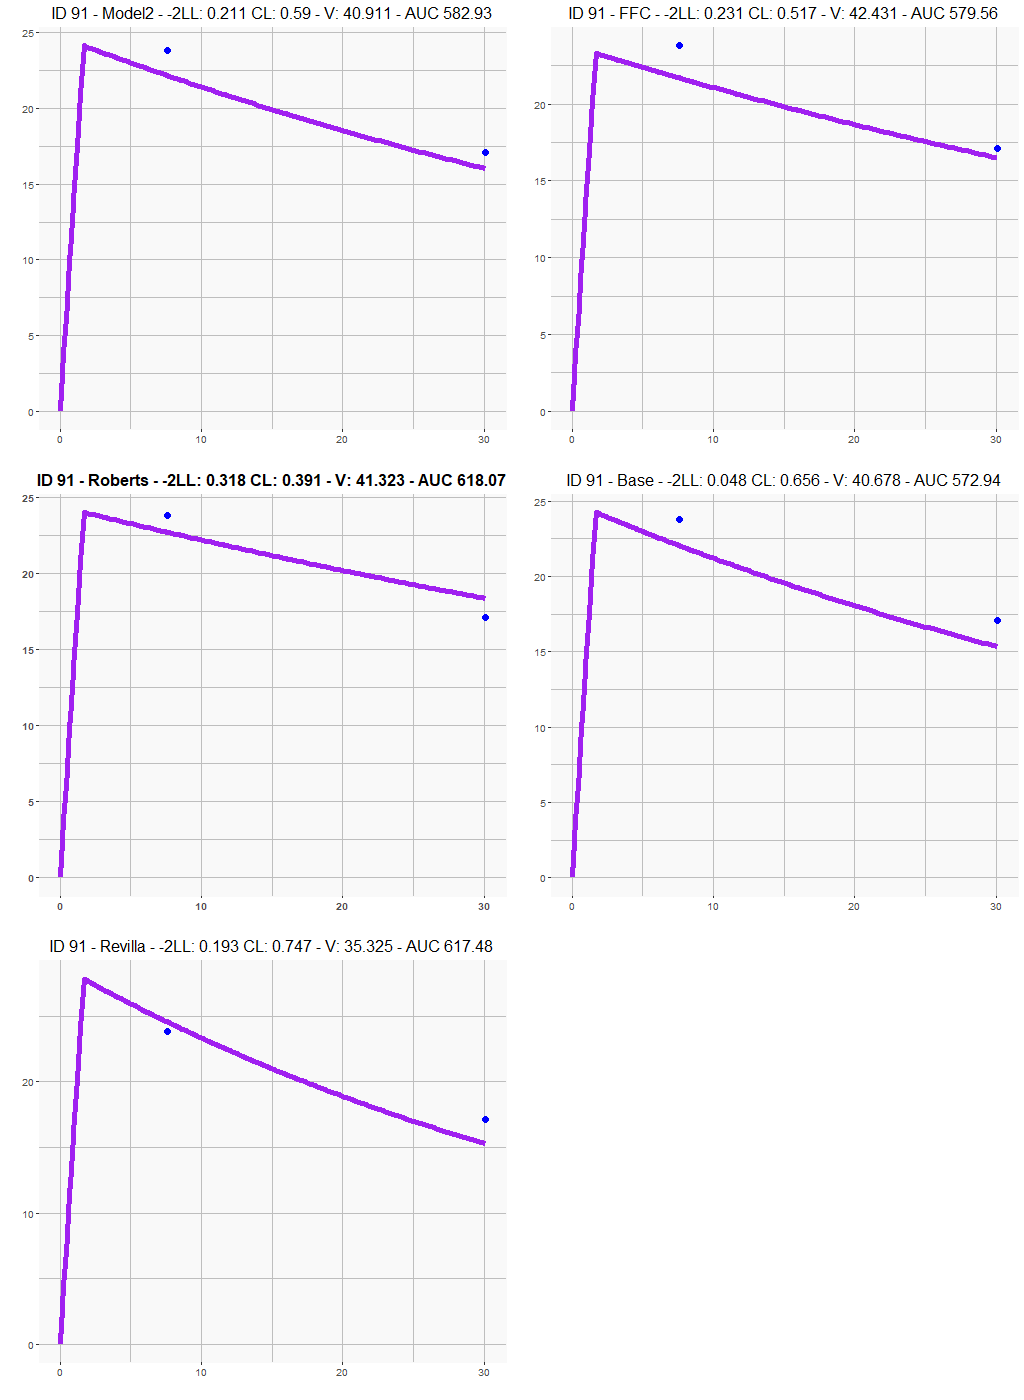 ID 91 - Model2 - -2LL: 0.211 CL: 0.59 - V: 40.911 - AUC 582.93
25
20
15
10
5
0
0 10 20 30
ID 91 - FFC - -2LL: 0.231 CL: 0.517 - V: 42.431 - AUC 579.56
20
15
10
5
0
0 10 20 30
ID 91 - Roberts - -2LL: 0.318 CL: 0.391 - V: 41.323 - AUC 618.07
25
20
15
10
5
0
0 10 20 30
ID 91 - Base - -2LL: 0.048 CL: 0.656 - V: 40.678 - AUC 572.94
25
20
15
10
5
0
0 10 20 30
ID 91 - Revilla - -2LL: 0.193 CL: 0.747 - V: 35.325 - AUC 617.48
20
10
0
0 10 20 30